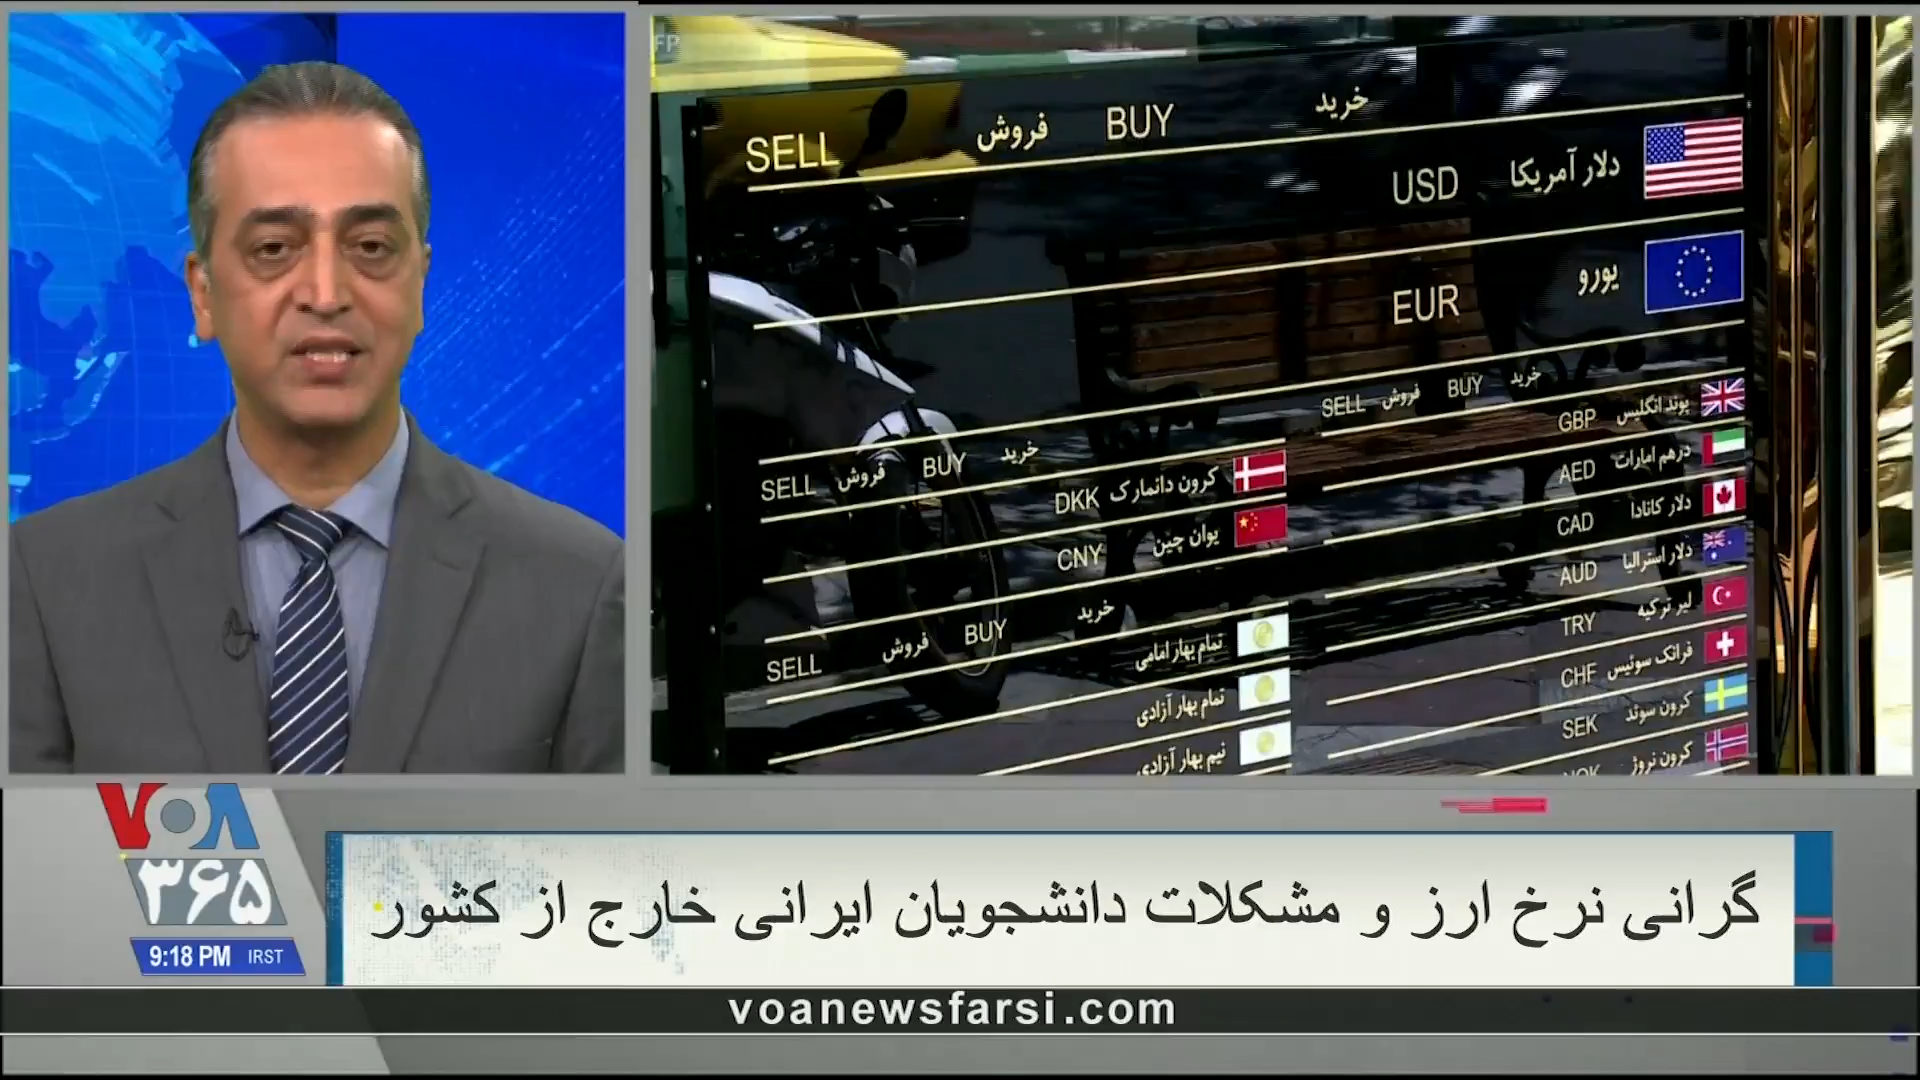 FP
SELL فروش BUY خرید
USD دلار آمریکا
EUR یورو
SELL فروش BUY خرید
GBP پوند انگلیس
AED درهم امارات
CAD دلار کانادا
AUD دلار استرالیا
TRY لیر ترکیه
CHF فرانک سوئیس
SEK کرون سوئد
NOK کرون نروژ
SELL فروش BUY خرید
DKK کرون دانمارک
CNY یوان چین
SELL فروش BUY خرید
تمام بهار امامی
تمام بهار آزادی
نیم بهار آزادی
VOA
۳۶۵
9:18 PM IRST
گرانی نرخ ارز و مشکلات دانشجویان ایرانی خارج از کشور
voanewsfarsi.com